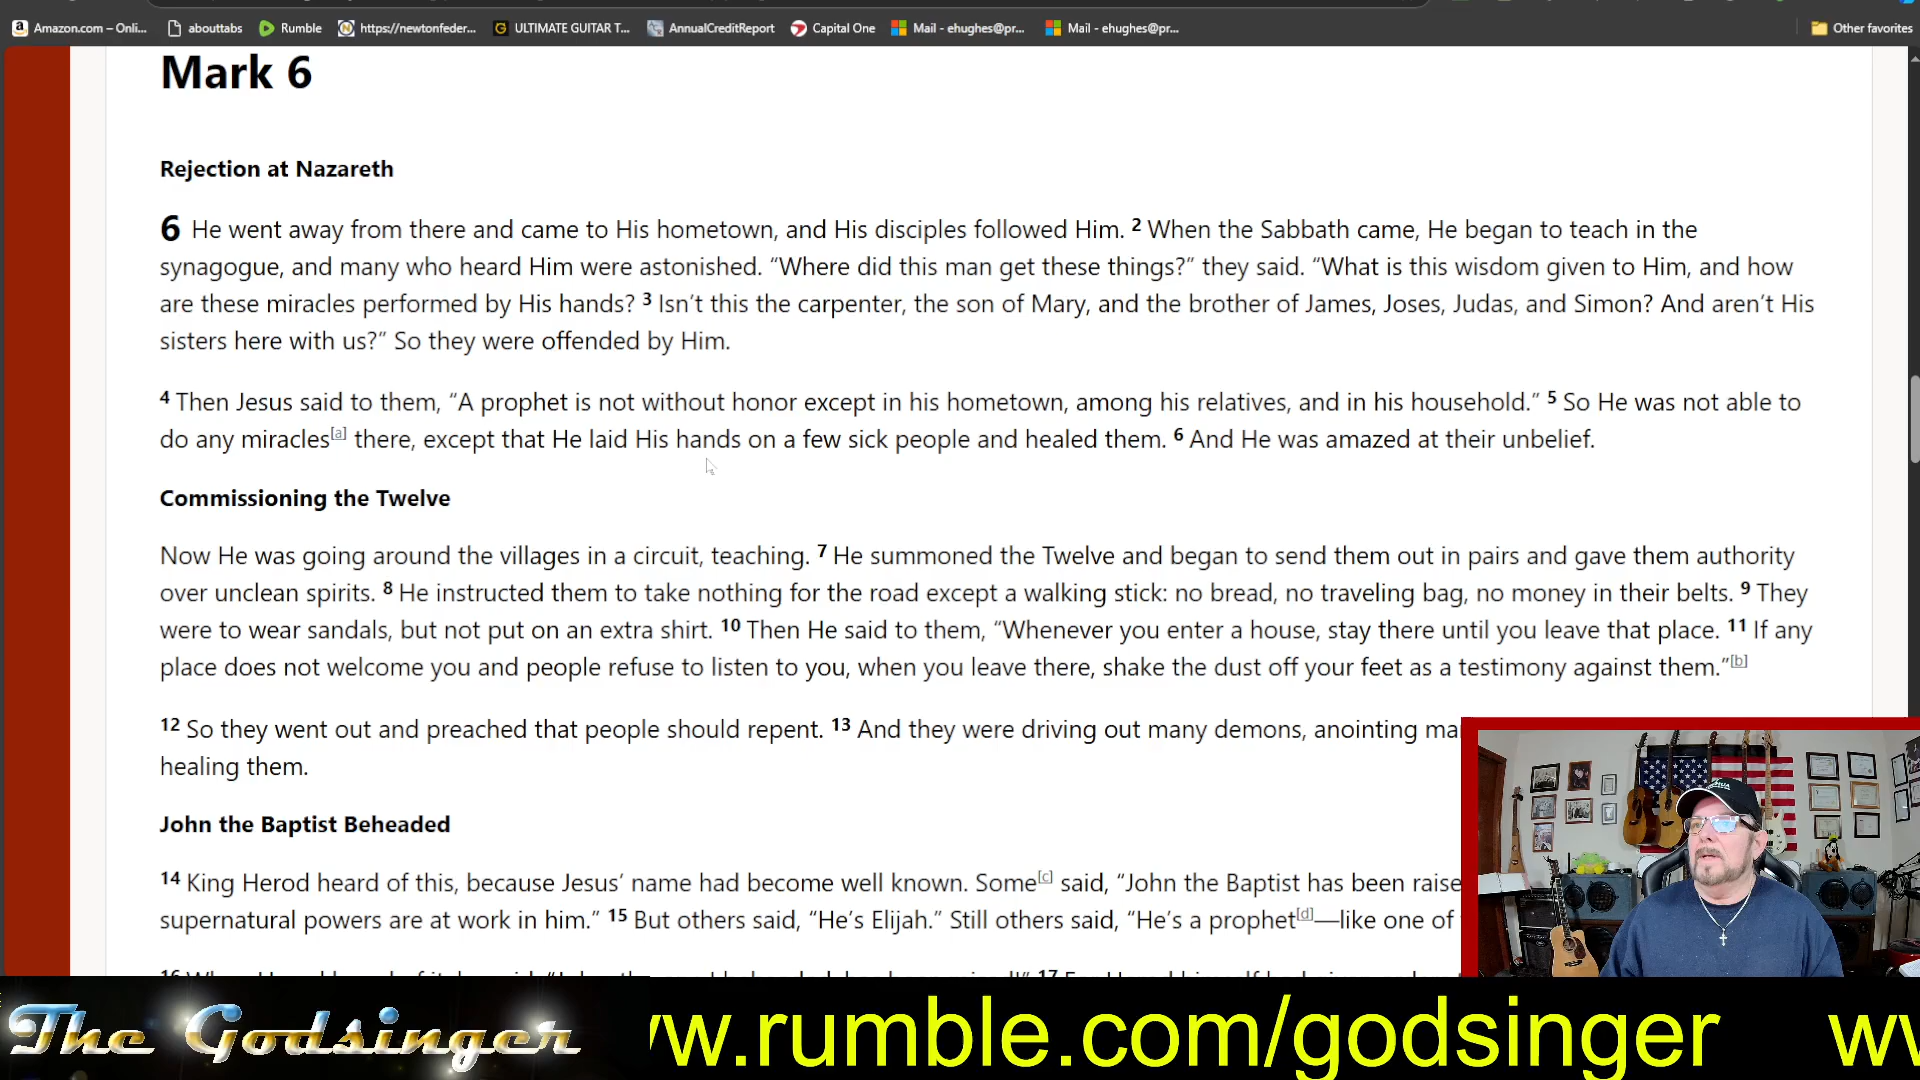 Amazon.com – Onli...
abouttabs
Rumble
https://newtonfeder...
ULTIMATE GUITAR T...
AnnualCreditReport
Capital One
Mail - ehughes@pr...
Mail - ehughes@pr...
Other favorites
Mark 6
Rejection at Nazareth
6 He went away from there and came to His hometown, and His disciples followed Him. 2 When the Sabbath came, He began to teach in the
synagogue, and many who heard Him were astonished. “Where did this man get these things?” they said. “What is this wisdom given to Him, and how
are these miracles performed by His hands? 3 Isn’t this the carpenter, the son of Mary, and the brother of James, Joses, Judas, and Simon? And aren’t His
sisters here with us?” So they were offended by Him.
4 Then Jesus said to them, “A prophet is not without honor except in his hometown, among his relatives, and in his household.” 5 So He was not able to
do any miracles[a] there, except that He laid His hands on a few sick people and healed them. 6 And He was amazed at their unbelief.
Commissioning the Twelve
Now He was going around the villages in a circuit, teaching. 7 He summoned the Twelve and began to send them out in pairs and gave them authority
over unclean spirits. 8 He instructed them to take nothing for the road except a walking stick: no bread, no traveling bag, no money in their belts. 9 They
were to wear sandals, but not put on an extra shirt. 10 Then He said to them, “Whenever you enter a house, stay there until you leave that place. 11 If any
place does not welcome you and people refuse to listen to you, when you leave there, shake the dust off your feet as a testimony against them.”[b]
12 So they went out and preached that people should repent. 13 And they were driving out many demons, anointing
healing them.
John the Baptist Beheaded
14 King Herod heard of this, because Jesus’ name had become well known. Some[c] said, “John the Baptist has been
supernatural powers are at work in him.” 15 But others said, “He’s Elijah.” Still others said, “He’s a prophet[d]—like one of
The Godsinger
w.rumble.com/godsinger